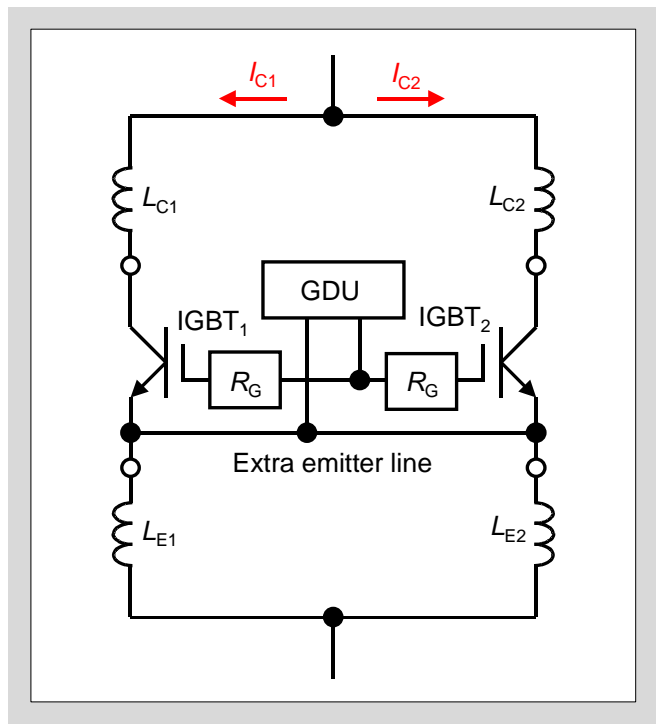 IC1 IC2
LC1 LC2
GDU
IGBT1 IGBT2
RG RG
Extra emitter line
LE1 LE2